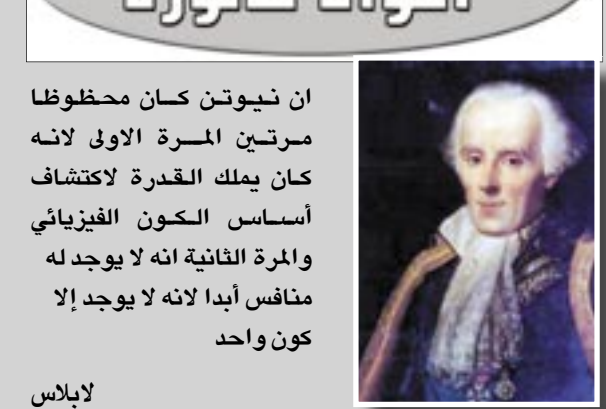 ان نيوتن كان محظوظا
مرتين المرة الاولى لانه
كان يملك القدرة لاكتشاف
أساس الكون الفيزيائي
والمرة الثانية انه لا يوجد له
منافس أبدا لانه لا يوجد إلا
كون واحد
لابلاس